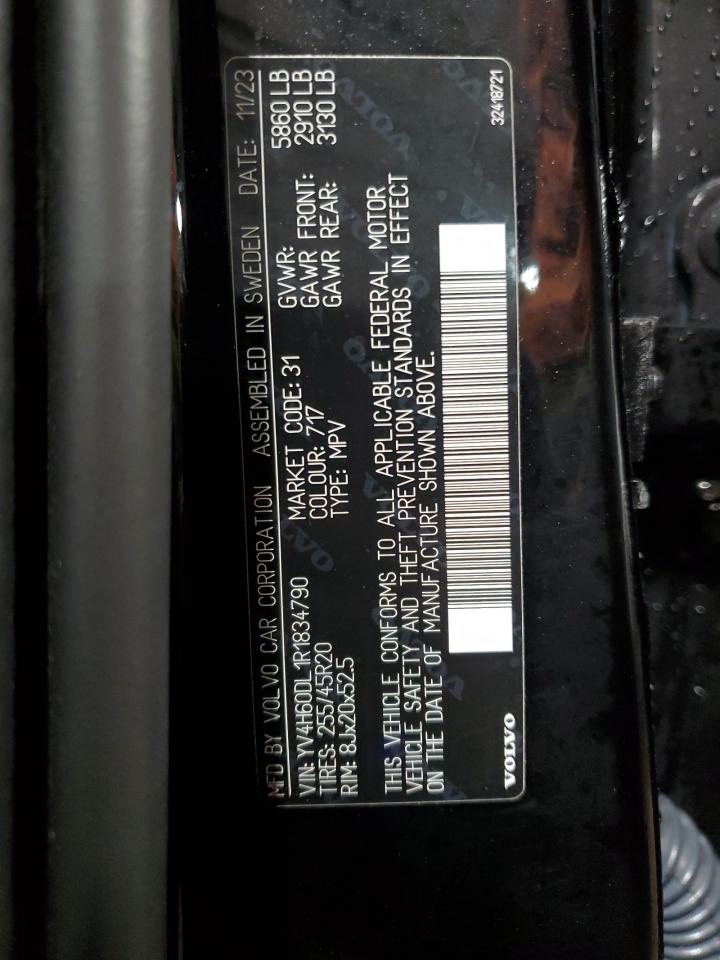 MFD BY VOLVO CAR CORPORATION ASSEMBLED IN SWEDEN DATE: 11/23
VIN: YV4H60DL1R1834790 MARKET CODE: 31 GVWR: 5860 LB
TIRES: 255/45R20 COLOUR: 717 GAWR FRONT: 2910 LB
RIM: 8Jx20x52.5 TYPE: MPV GAWR REAR: 3130 LB
THIS VEHICLE CONFORMS TO ALL APPLICABLE FEDERAL MOTOR
VEHICLE SAFETY AND THEFT PREVENTION STANDARDS IN EFFECT
ON THE DATE OF MANUFACTURE SHOWN ABOVE.
VOLVO 32418721